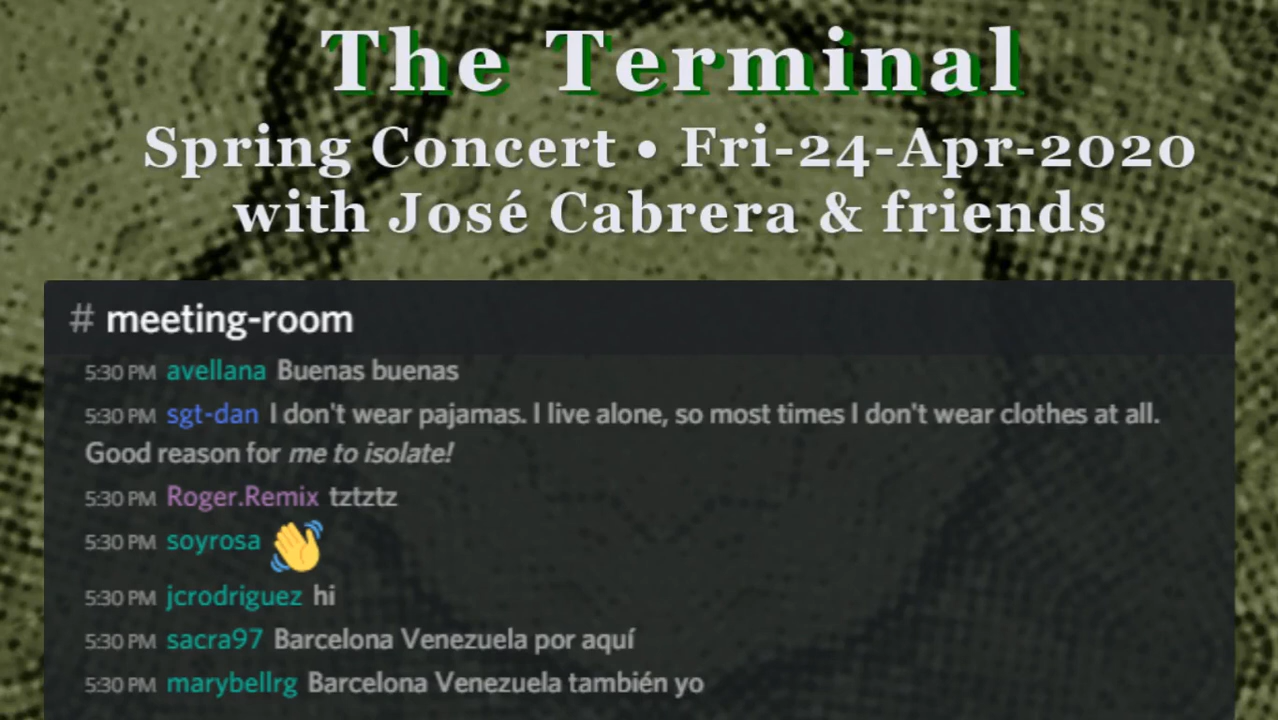 The Terminal
Spring Concert • Fri-24-Apr-2020
with José Cabrera & friends
# meeting-room
5:30 PM avellana Buenas buenas
5:30 PM sgt-dan I don't wear pajamas. I live alone, so most times I don't wear clothes at all.
Good reason for me to isolate!
5:30 PM Roger.Remix tztztz
5:30 PM soyrosa 👋
5:30 PM jcrodriguez hi
5:30 PM sacra97 Barcelona Venezuela por aquí
5:30 PM marybellrg Barcelona Venezuela también yo